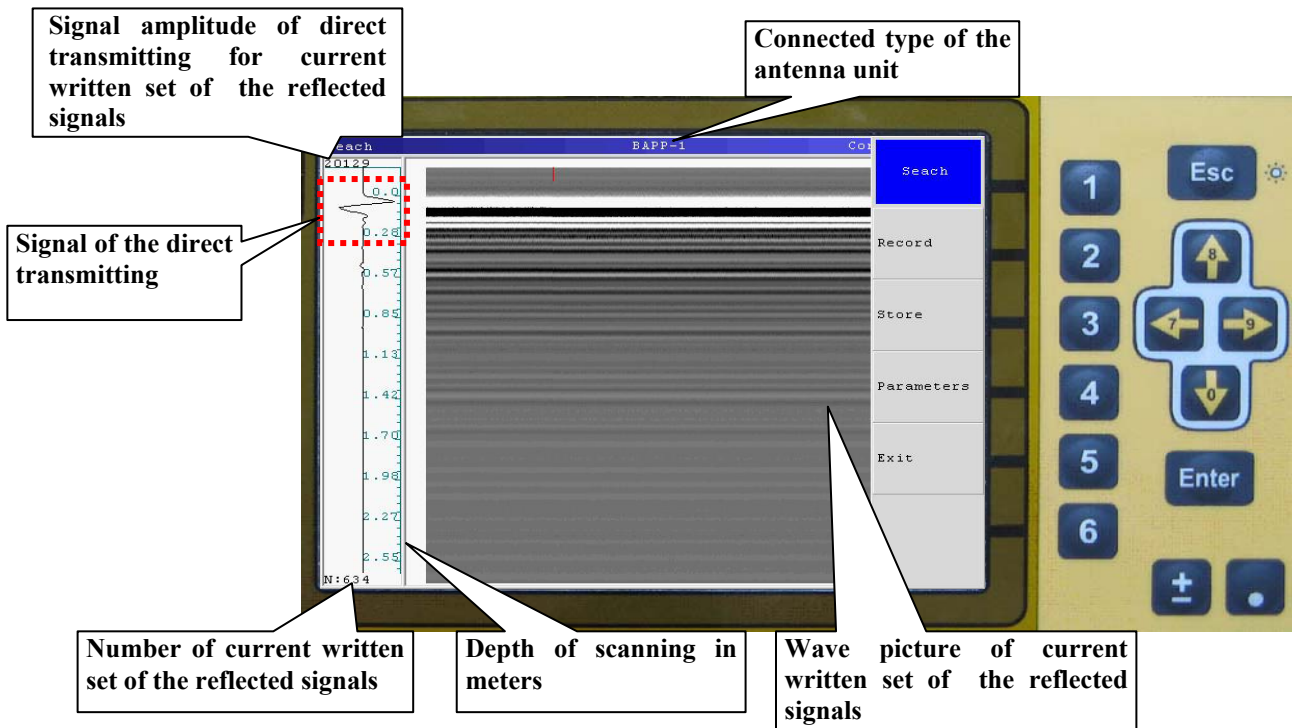 Signal amplitude of direct
transmitting for current
written set of the reflected
signals
Connected type of the
antenna unit
Seach
BAPP-1
Co
20129
0.0
0.28
0.57
0.85
1.13
1.42
1.70
1.98
2.27
2.55
N:634
Seach
Record
Store
Parameters
Exit
Signal of the direct
transmitting
1
2
3
4
5
6
Esc
8
7
9
0
Enter
±
.
Number of current written
set of the reflected signals
Depth of scanning in
meters
Wave picture of current
written set of the reflected
signals